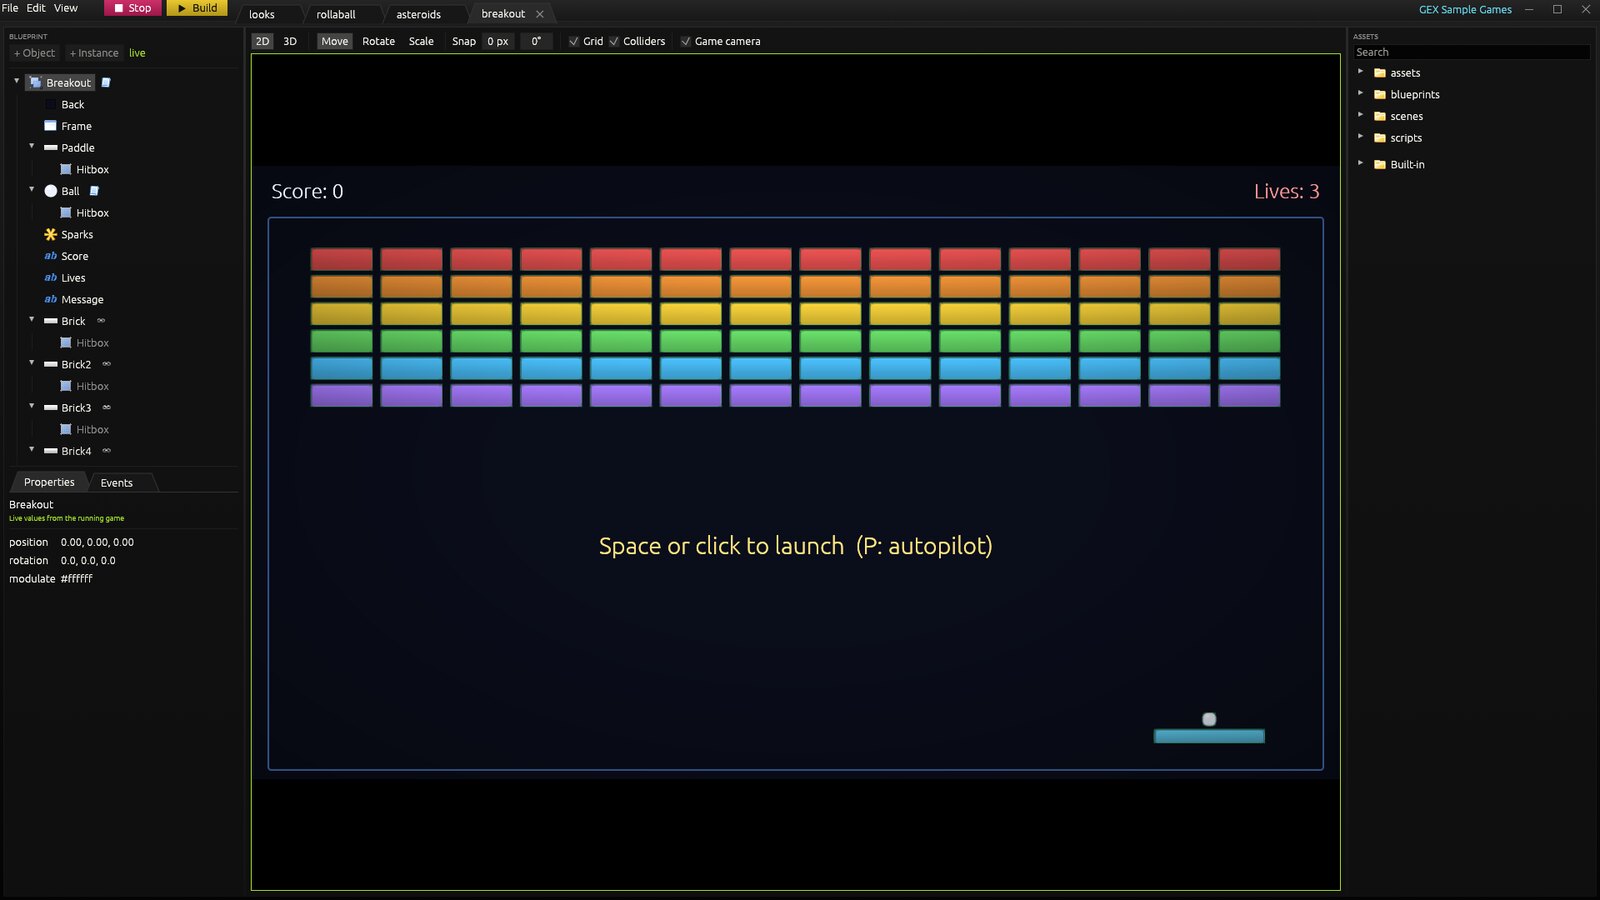 File Edit View Stop Build looks rollaball asteroids breakout GEX Sample Games
BLUEPRINT
+ Object + Instance live
2D 3D Move Rotate Scale Snap 0 px 0° Grid Colliders Game camera
ASSETS
Search
Breakout
Back
Frame
Paddle
Hitbox
Ball
Hitbox
Sparks
ab Score
ab Lives
ab Message
Brick
Hitbox
Brick2
Hitbox
Brick3
Hitbox
Brick4
Properties Events
Breakout
Live values from the running game
position 0.00, 0.00, 0.00
rotation 0.0, 0.0, 0.0
modulate #ffffff
Score: 0 Lives: 3
Space or click to launch (P: autopilot)
assets
blueprints
scenes
scripts
Built-in